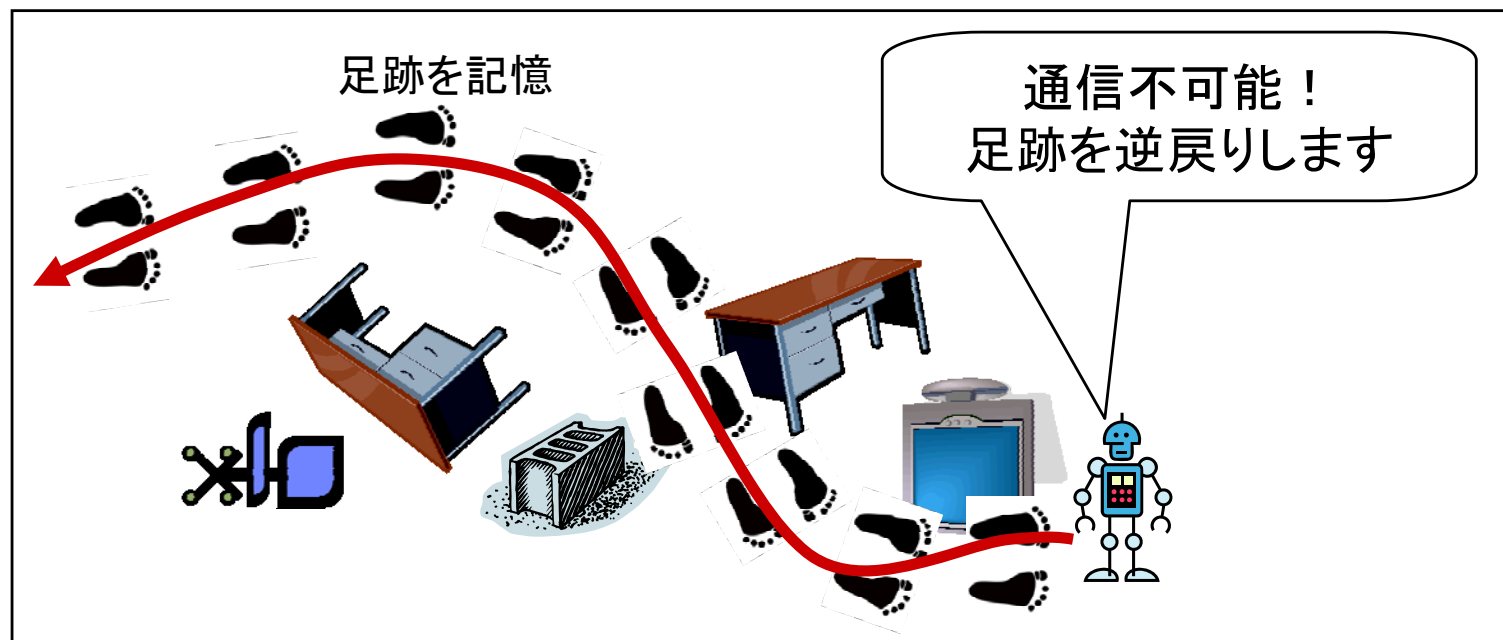 足跡を記憶
通信不可能！
足跡を逆戻りします